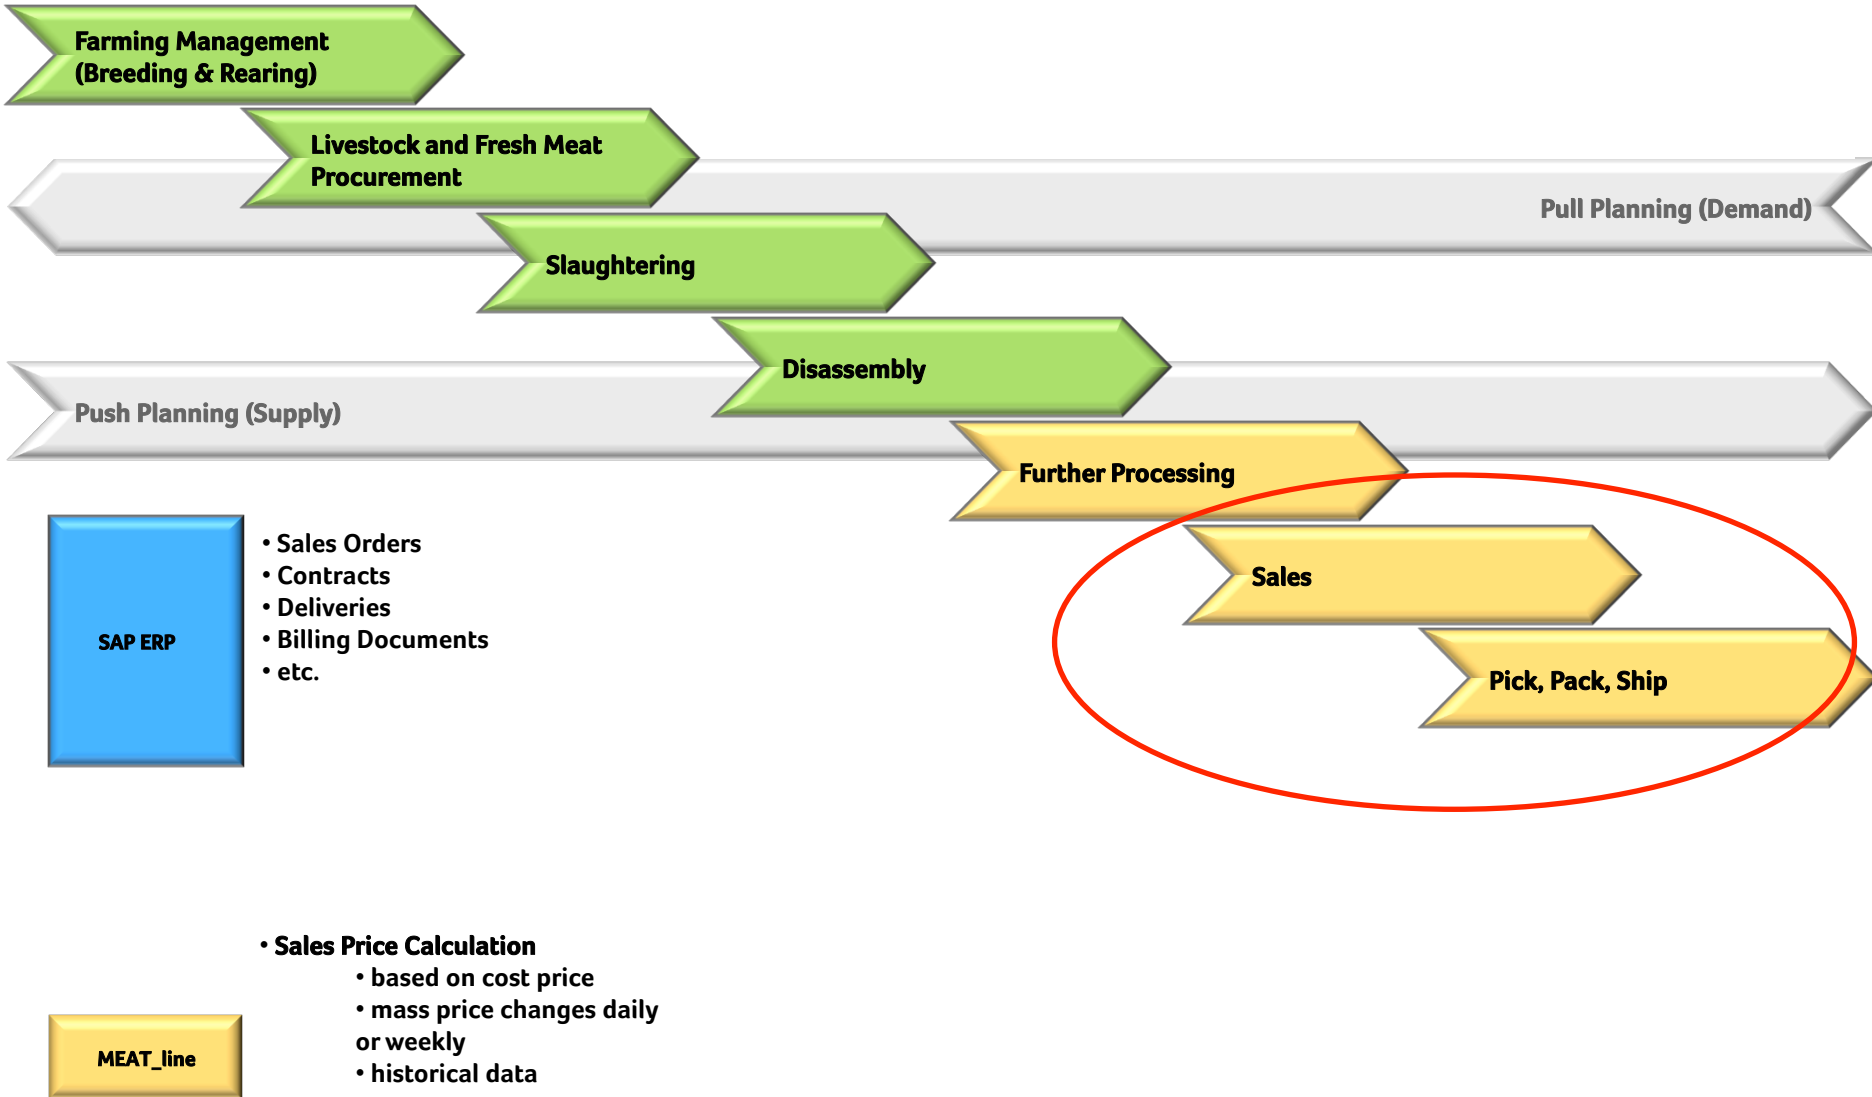 Farming Management
(Breeding & Rearing)
Livestock and Fresh Meat
Procurement
Pull Planning (Demand)
Slaughtering
Disassembly
Push Planning (Supply)
Further Processing
• Sales Orders
• Contracts
• Deliveries
• Billing Documents
• etc.
SAP ERP
Sales
Pick, Pack, Ship
• Sales Price Calculation
• based on cost price
• mass price changes daily
or weekly
• historical data
MEAT_line